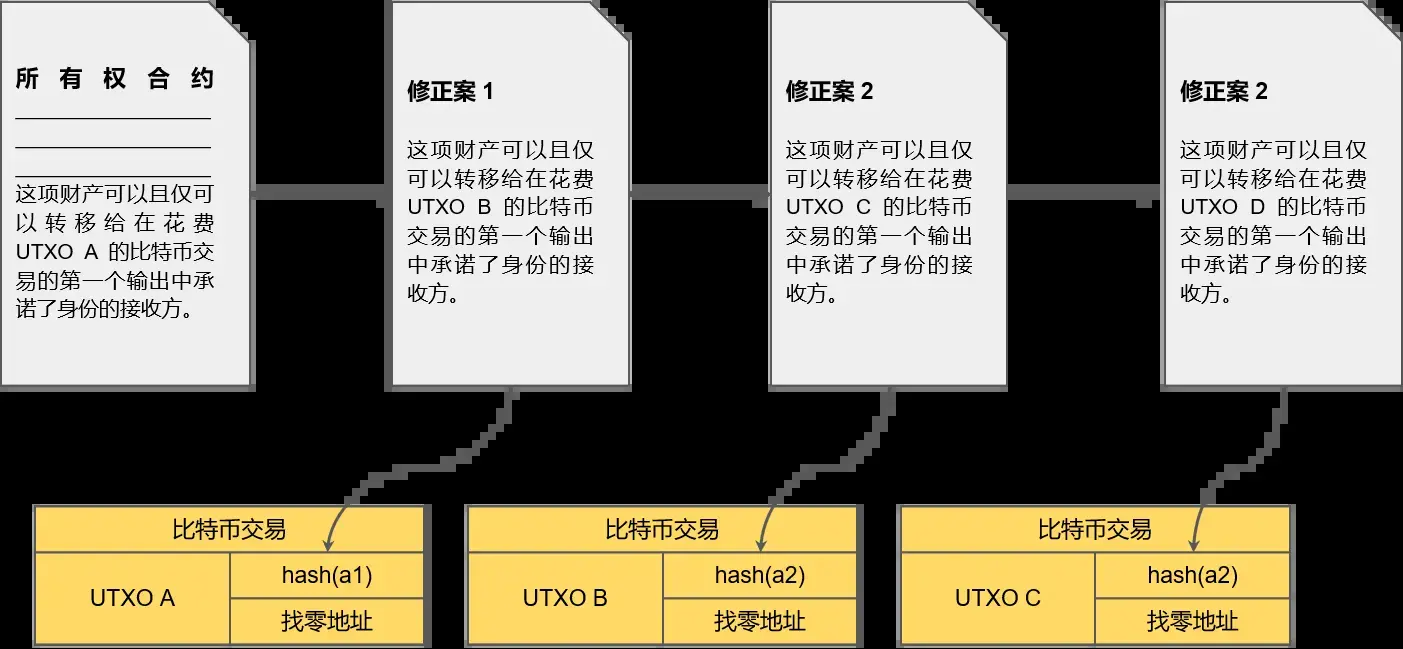 所有权合约
这项财产可以且仅可
以转移给在花费
UTXO A 的比特币交
易的第一个输出中承
诺了身份的接收方。
修正案 1
这项财产可以且仅
可以转移给在花费
UTXO B 的比特币
交易的第一个输出
中承诺了身份的接
收方。
修正案 2
这项财产可以且仅
可以转移给在花费
UTXO C 的比特币
交易的第一个输出
中承诺了身份的接
收方。
修正案 2
这项财产可以且仅
可以转移给在花费
UTXO D 的比特币
交易的第一个输出
中承诺了身份的接
收方。
比特币交易
UTXO A
hash(a1)
找零地址
比特币交易
UTXO B
hash(a2)
找零地址
比特币交易
UTXO C
hash(a2)
找零地址